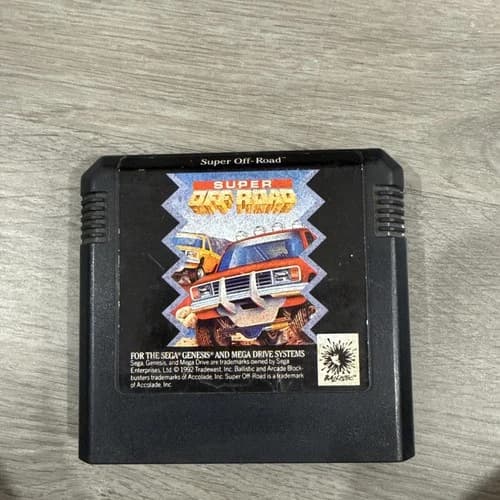 Super Off-Road™
SUPER
OFF ROAD
FOR THE SEGA® GENESIS® AND MEGA DRIVE SYSTEMS
Sega, Genesis, and Mega Drive are trademarks owned by Sega
Enterprises, Ltd. © 1992 Tradewest, Inc. Ballistic and Arcade Block-
busters trademarks of Accolade, Inc. Super Off-Road is a trademark
of Accolade, Inc.
BALLISTIC